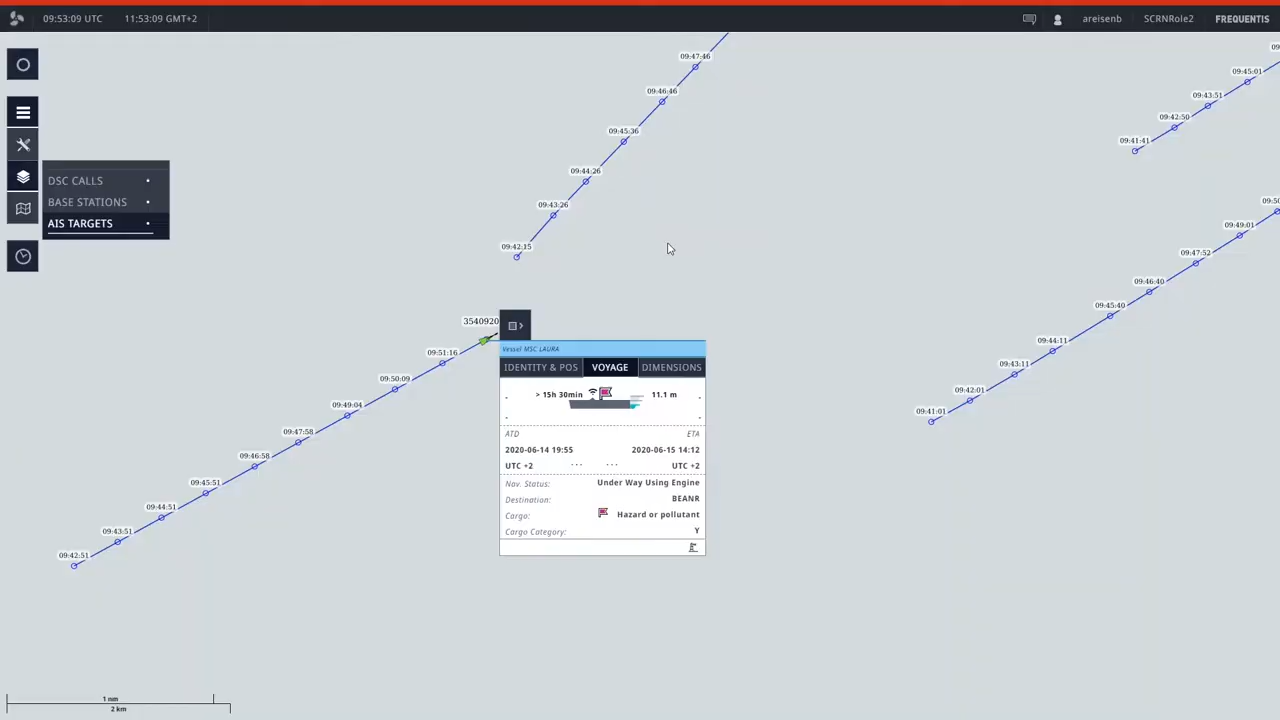 09:53:09 UTC 11:53:09 GMT+2 areisenb SCRNRole2 FREQUENTIS
09:47:46
09:46:46
09:45:36
09:44:26
09:43:26
09:42:15
09:45:01
09:43:51
09:42:50
09:41:41
DSC CALLS
BASE STATIONS
AIS TARGETS
09:49:01
09:47:52
09:46:40
09:45:40
09:44:11
09:43:11
09:42:01
09:41:01
3540920
09:51:16
09:50:09
09:49:04
09:47:58
09:46:58
09:45:51
09:44:51
09:43:51
09:42:51
Vessel MSC LAURA
IDENTITY & POS VOYAGE DIMENSIONS
- > 15h 30min 11.1 m -
- -
ATD ETA
2020-06-14 19:55 2020-06-15 14:12
UTC +2 ... ... UTC +2
Nav. Status: Under Way Using Engine
Destination: BEANR
Cargo: Hazard or pollutant
Cargo Category: Y
1 nm
2 km